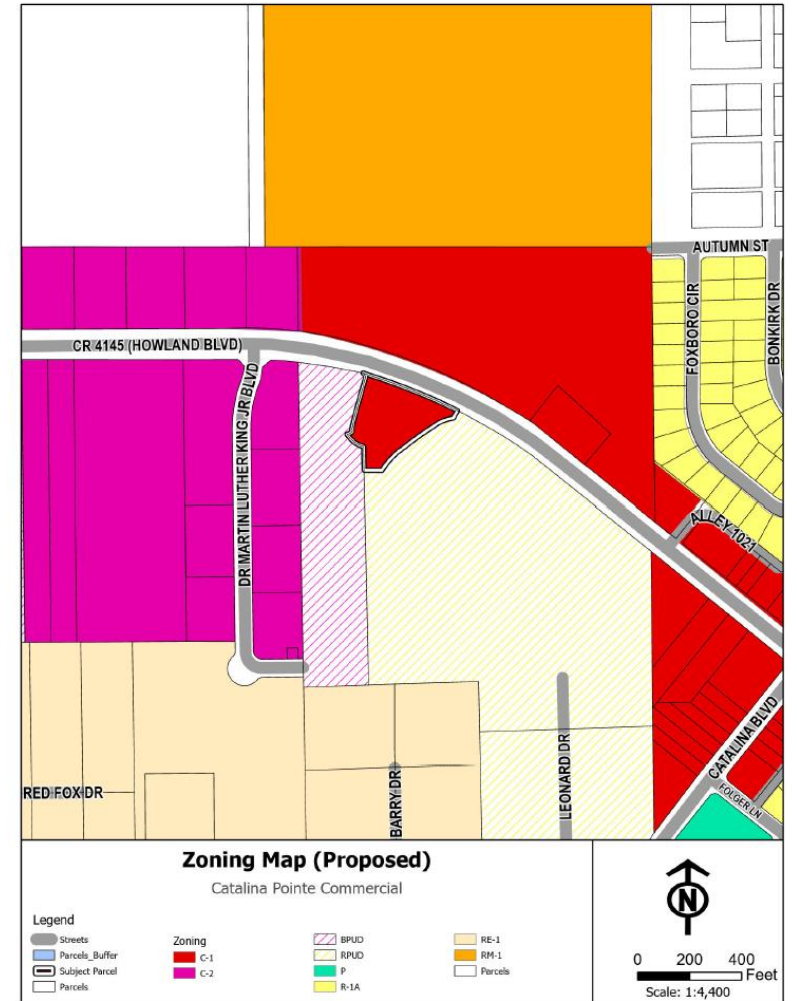 AUTUMN ST
FOXBORO CIR
BONKIRK DR
CR 4145 (HOWLAND BLVD)
DR MARTIN LUTHER KING JR BLVD
ALLEY 1021
CATALINA BLVD
FOLGER LN
LEONARD DR
BARRY DR
RED FOX DR
Zoning Map (Proposed)
Catalina Pointe Commercial
Legend
Streets
Parcels_Buffer
Subject Parcel
Parcels
Zoning
C-1
C-2
BPUD
RPUD
P
R-1A
RE-1
RM-1
Parcels
N
0 200 400
Feet
Scale: 1:4,400